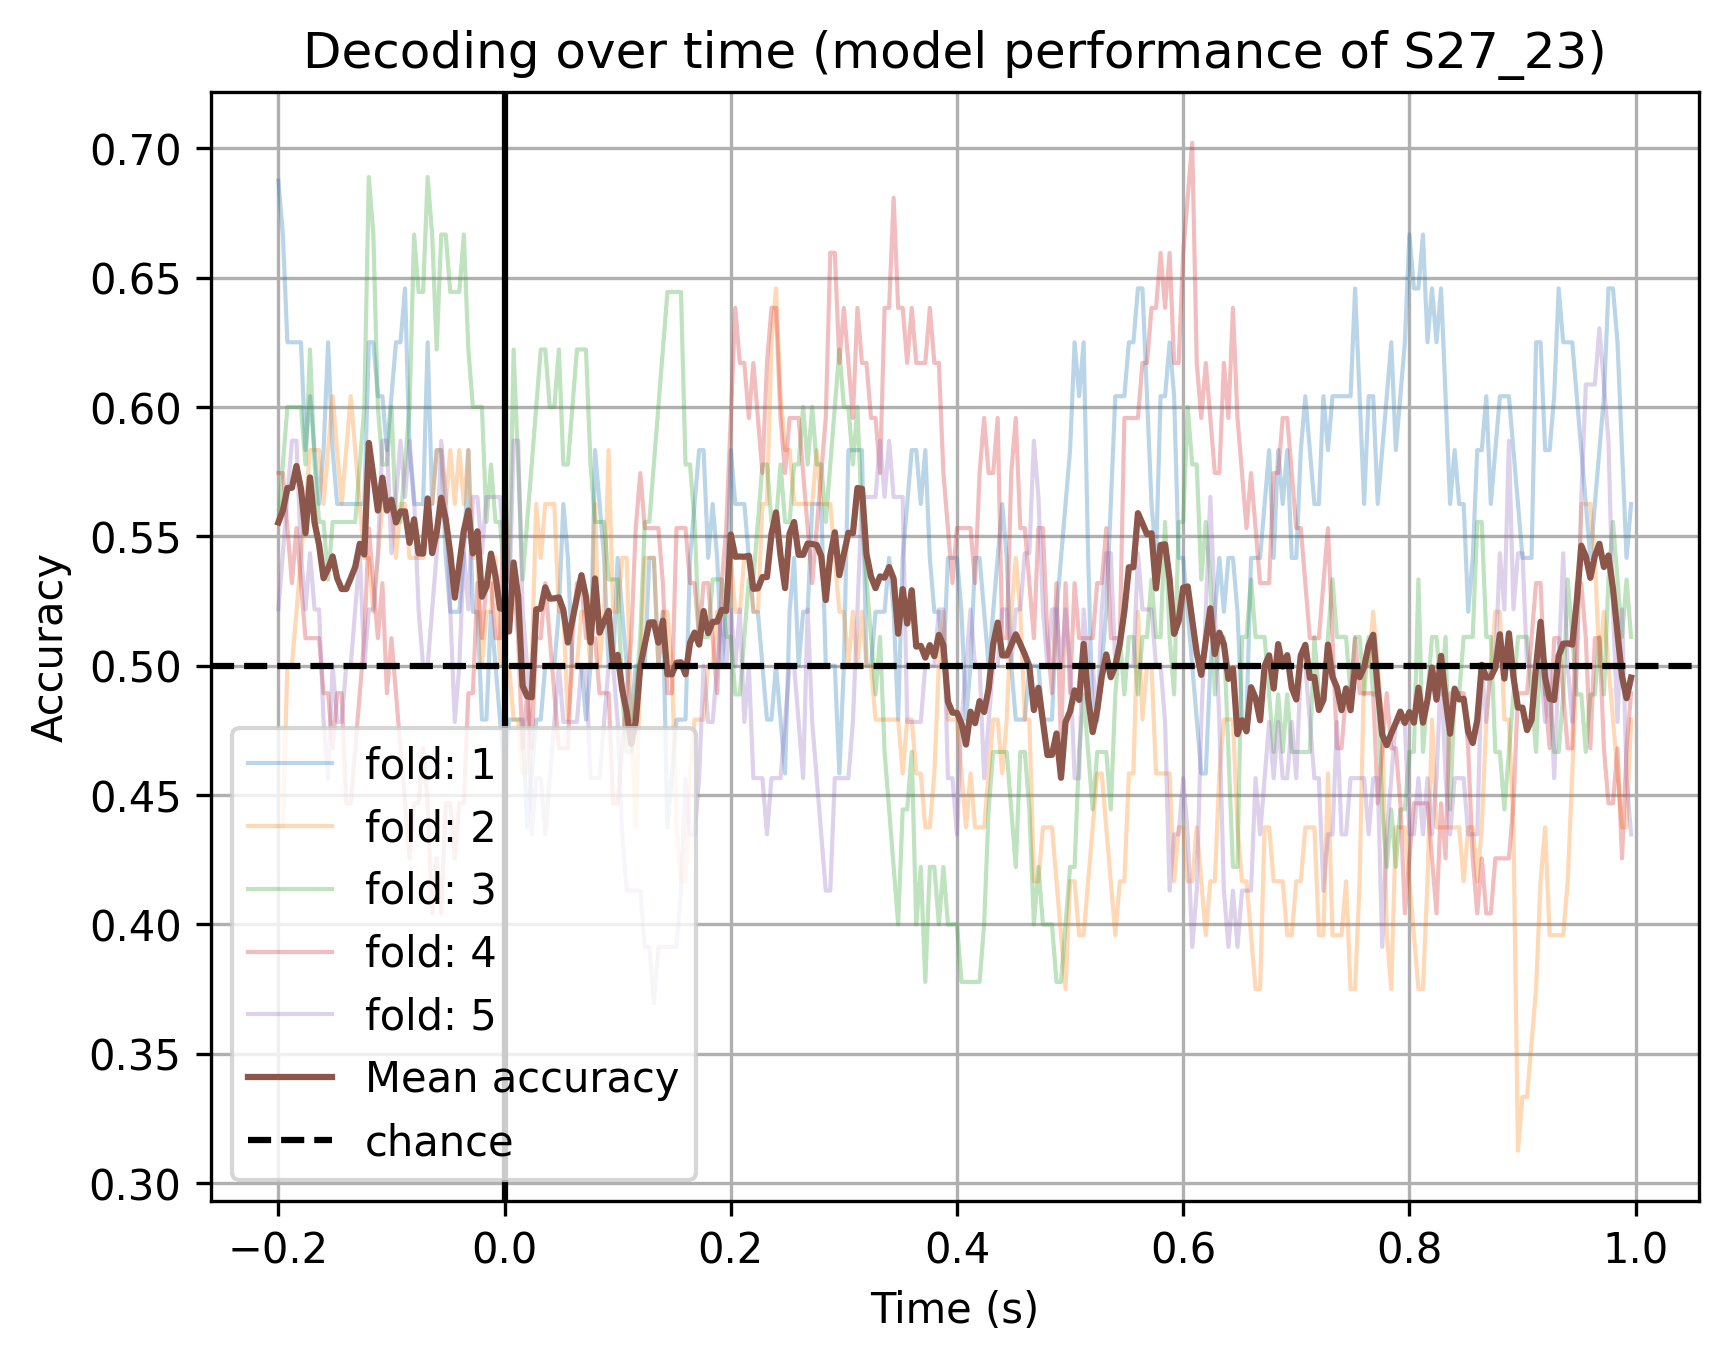 Decoding over time (model performance of S27_23)
Accuracy
0.70
0.65
0.60
0.55
0.50
0.45
0.40
0.35
0.30
fold: 1
fold: 2
fold: 3
fold: 4
fold: 5
Mean accuracy
chance
−0.2 0.0 0.2 0.4 0.6 0.8 1.0
Time (s)